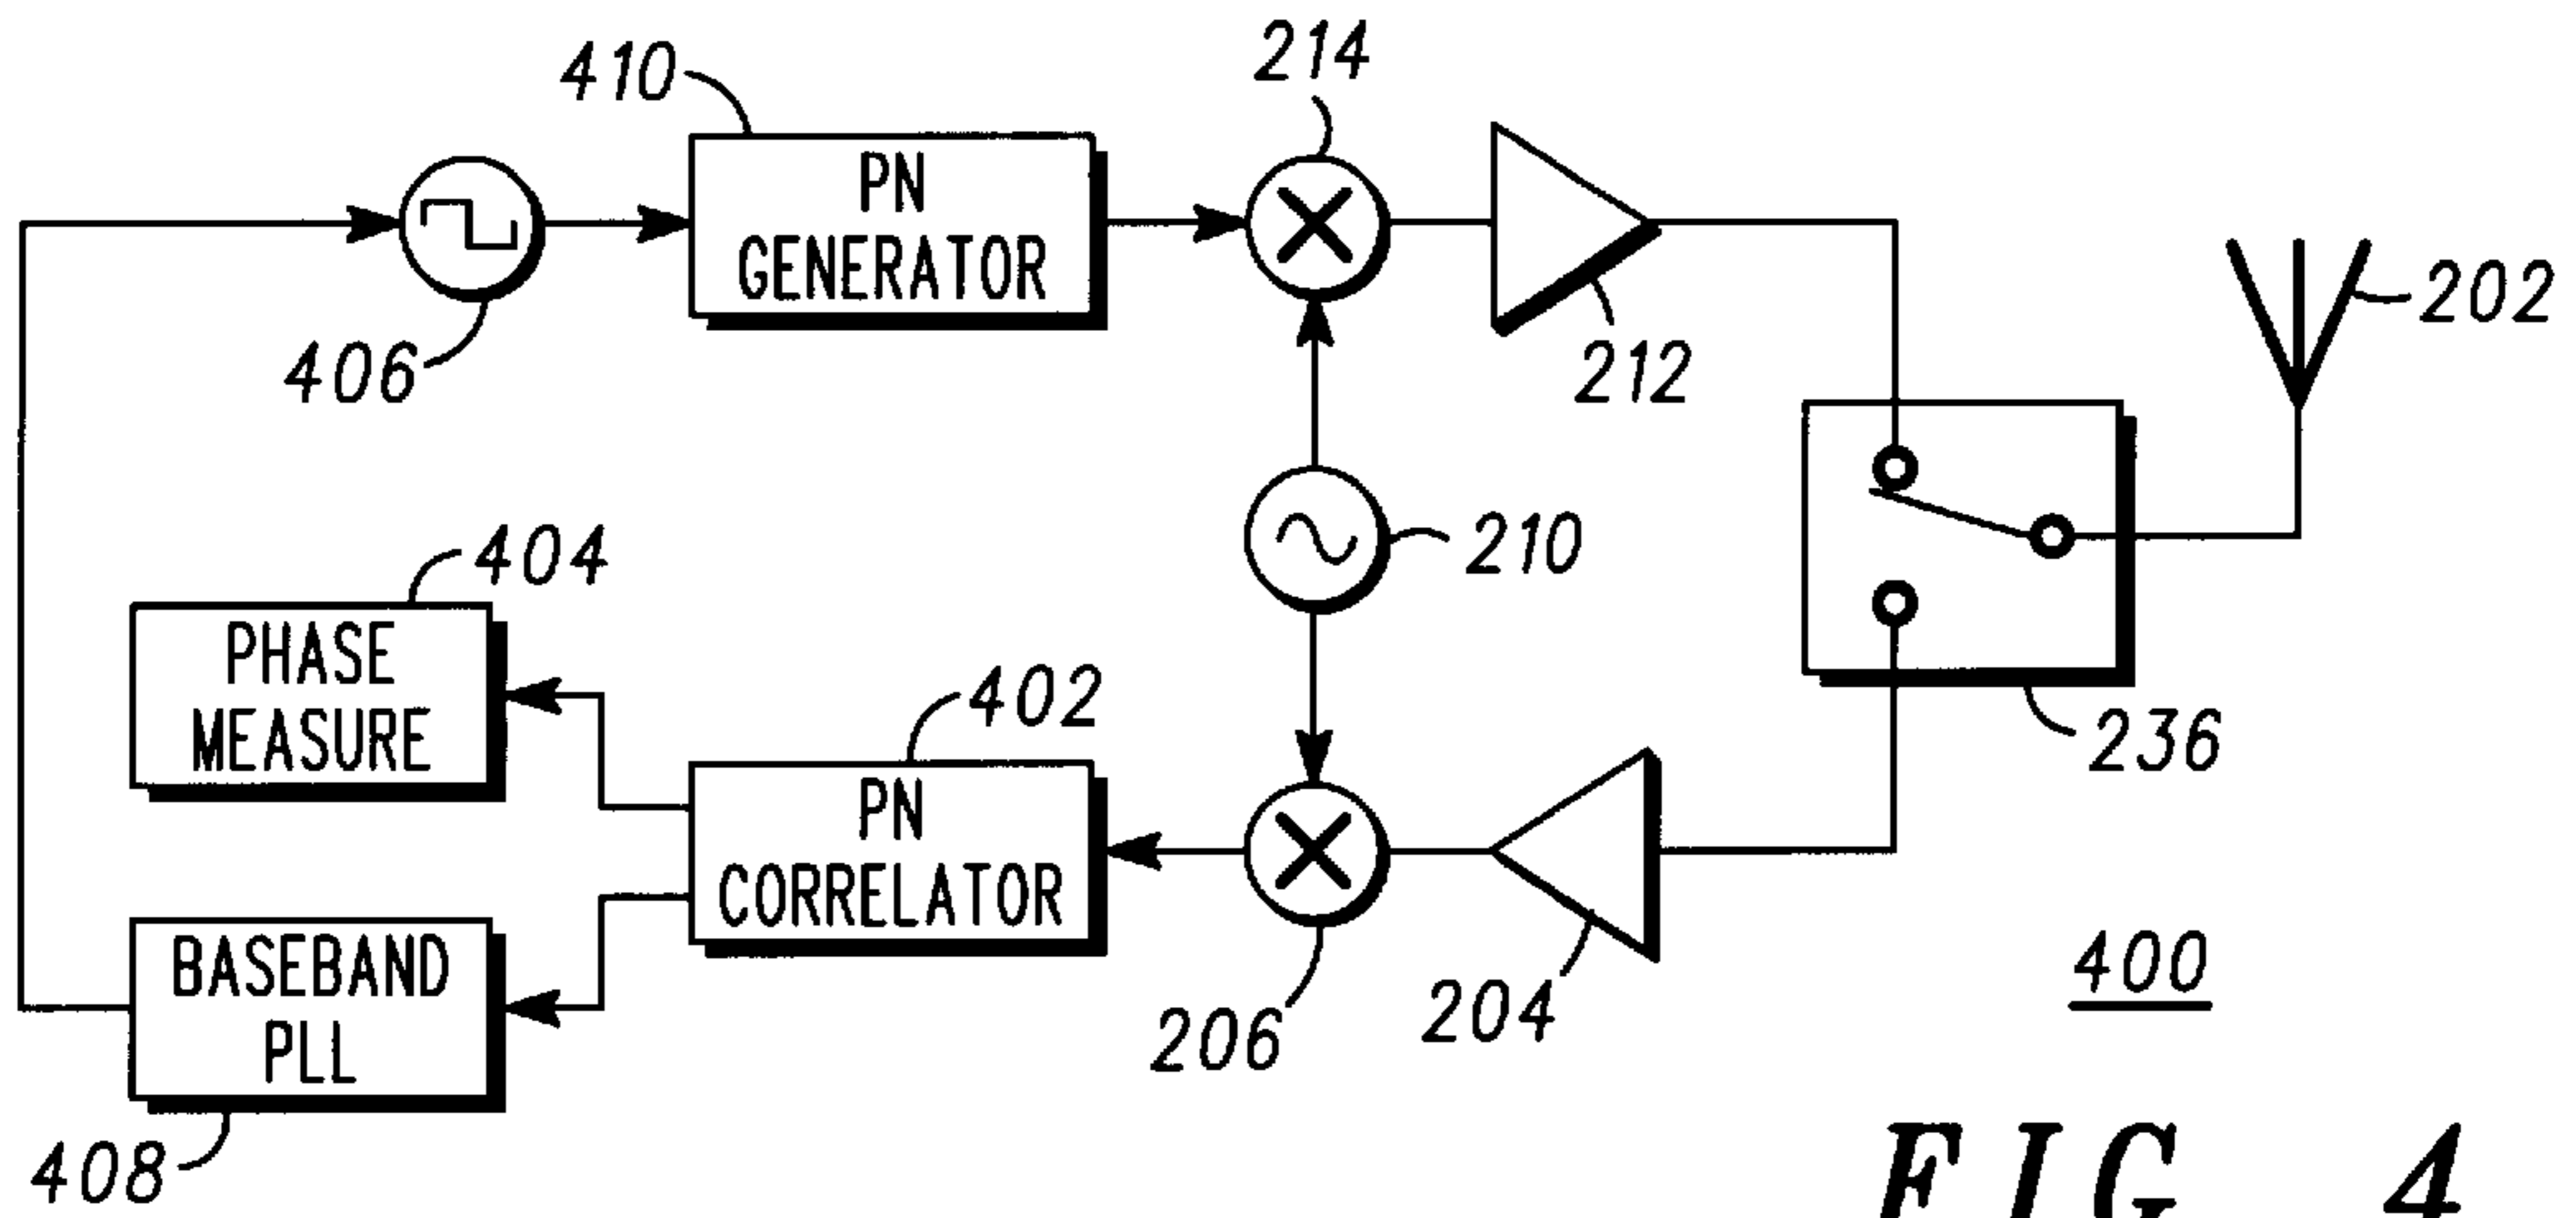 410
214
PN
GENERATOR
202
406
212
210
404
PHASE
MEASURE
402
236
PN
CORRELATOR
BASEBAND
PLL
206
204
400
408
FIG. 4